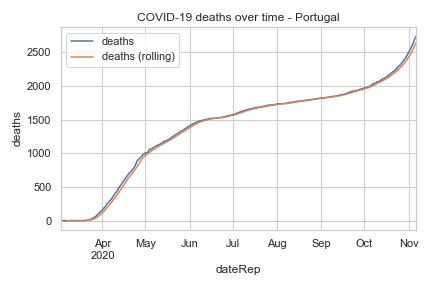 COVID-19 deaths over time - Portugal
deaths
deaths (rolling)
2500
2000
1500
1000
500
0
deaths
Apr May Jun Jul Aug Sep Oct Nov
2020
dateRep